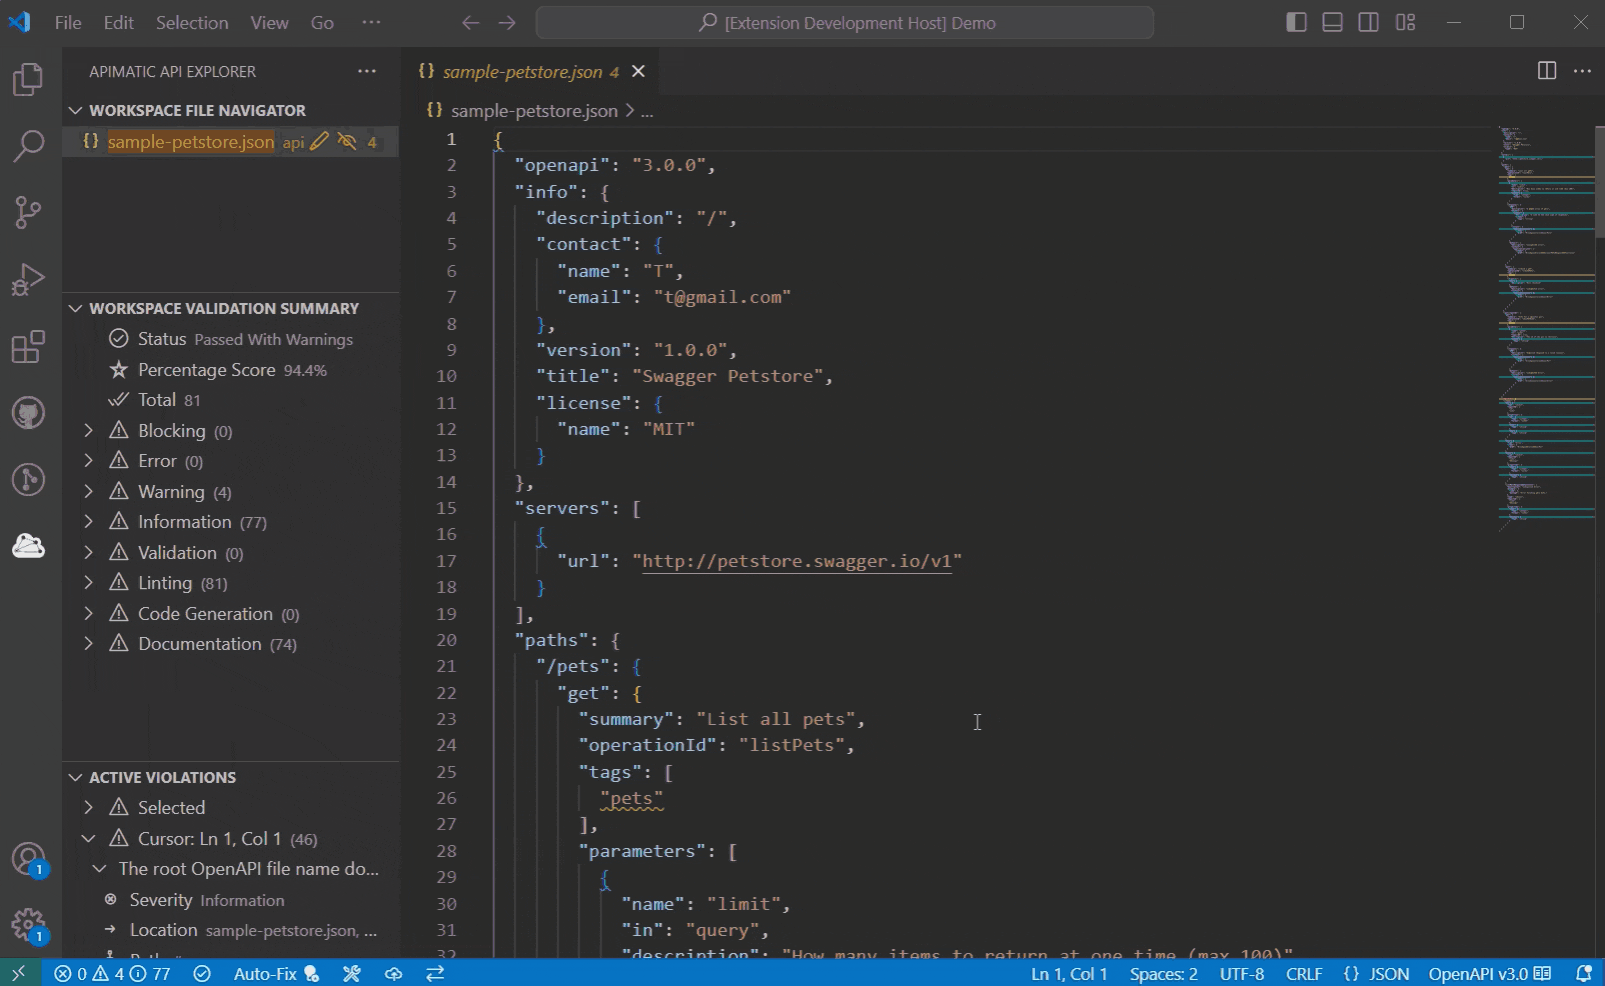 File Edit Selection View Go ··· [Extension Development Host] Demo
APIMATIC API EXPLORER
WORKSPACE FILE NAVIGATOR
{} sample-petstore.json api 4
WORKSPACE VALIDATION SUMMARY
Status Passed With Warnings
Percentage Score 94.4%
Total 81
Blocking (0)
Error (0)
Warning (4)
Information (77)
Validation (0)
Linting (81)
Code Generation (0)
Documentation (74)
ACTIVE VIOLATIONS
Selected
Cursor: Ln 1, Col 1 (46)
The root OpenAPI file name do...
Severity Information
Location sample-petstore.json, ...
1
1
{} sample-petstore.json 4
{} sample-petstore.json > ...
1 {
2 "openapi": "3.0.0",
3 "info": {
4 "description": "/",
5 "contact": {
6 "name": "T",
7 "email": "t@gmail.com"
8 },
9 "version": "1.0.0",
10 "title": "Swagger Petstore",
11 "license": {
12 "name": "MIT"
13 }
14 },
15 "servers": [
16 {
17 "url": "http://petstore.swagger.io/v1"
18 }
19 ],
20 "paths": {
21 "/pets": {
22 "get": {
23 "summary": "List all pets",
24 "operationId": "listPets",
25 "tags": [
26 "pets"
27 ],
28 "parameters": [
29 {
30 "name": "limit",
31 "in": "query",
32 "description": "How many items to return at one time (max 100)"
0 4 77 Auto-Fix Ln 1, Col 1 Spaces: 2 UTF-8 CRLF {} JSON OpenAPI v3.0